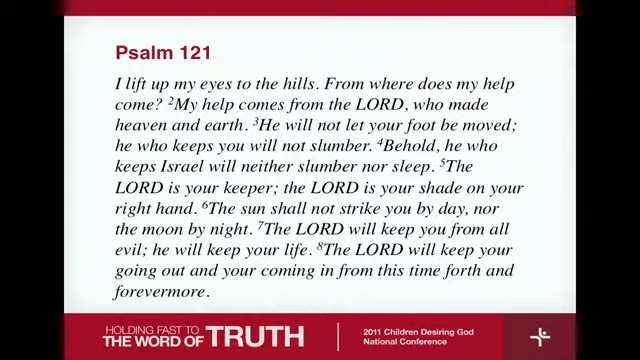 Psalm 121
I lift up my eyes to the hills. From where does my help
come? ²My help comes from the LORD, who made
heaven and earth. ³He will not let your foot be moved;
he who keeps you will not slumber. ⁴Behold, he who
keeps Israel will neither slumber nor sleep. ⁵The
LORD is your keeper; the LORD is your shade on your
right hand. ⁶The sun shall not strike you by day, nor
the moon by night. ⁷The LORD will keep you from all
evil; he will keep your life. ⁸The LORD will keep your
going out and your coming in from this time forth and
forevermore.
HOLDING FAST TO
THE WORD OF TRUTH
2011 Children Desiring God
National Conference